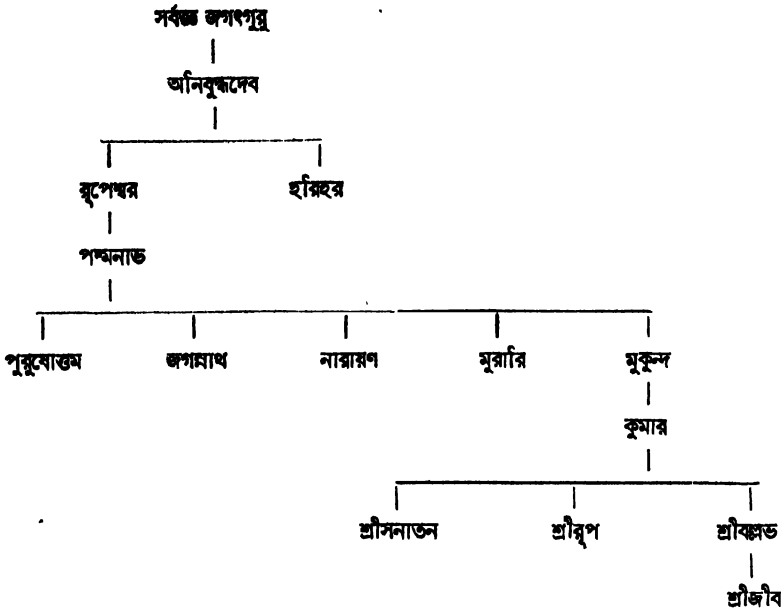 সর্বজ্ঞ জগৎগুরু
অনিরুদ্ধদেব
রূপেশ্বর হরিহর
পদ্মনাভ
পুরুষোত্তম জগন্নাথ নারায়ণ মুরারি মুকুন্দ
কুমার
শ্রীসনাতন শ্রীরূপ শ্রীবল্লভ
শ্রীজীব